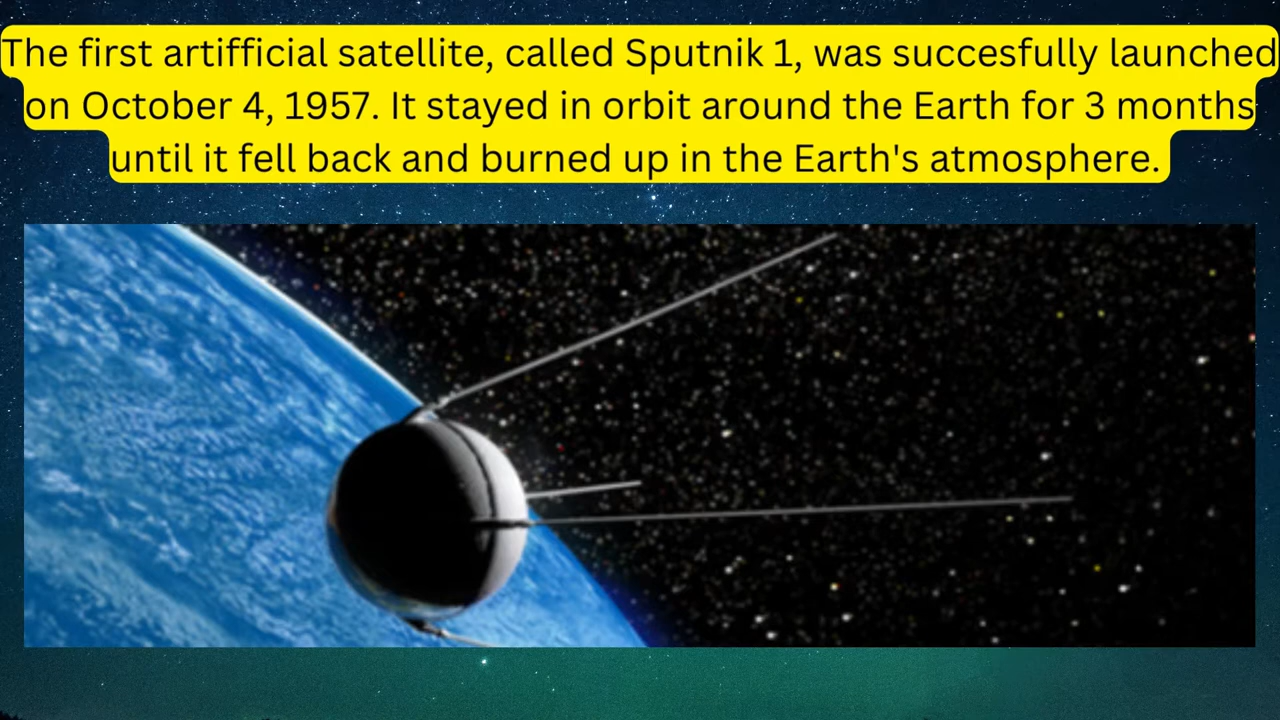 The first artifficial satellite, called Sputnik 1, was succesfully launched
on October 4, 1957. It stayed in orbit around the Earth for 3 months
until it fell back and burned up in the Earth's atmosphere.